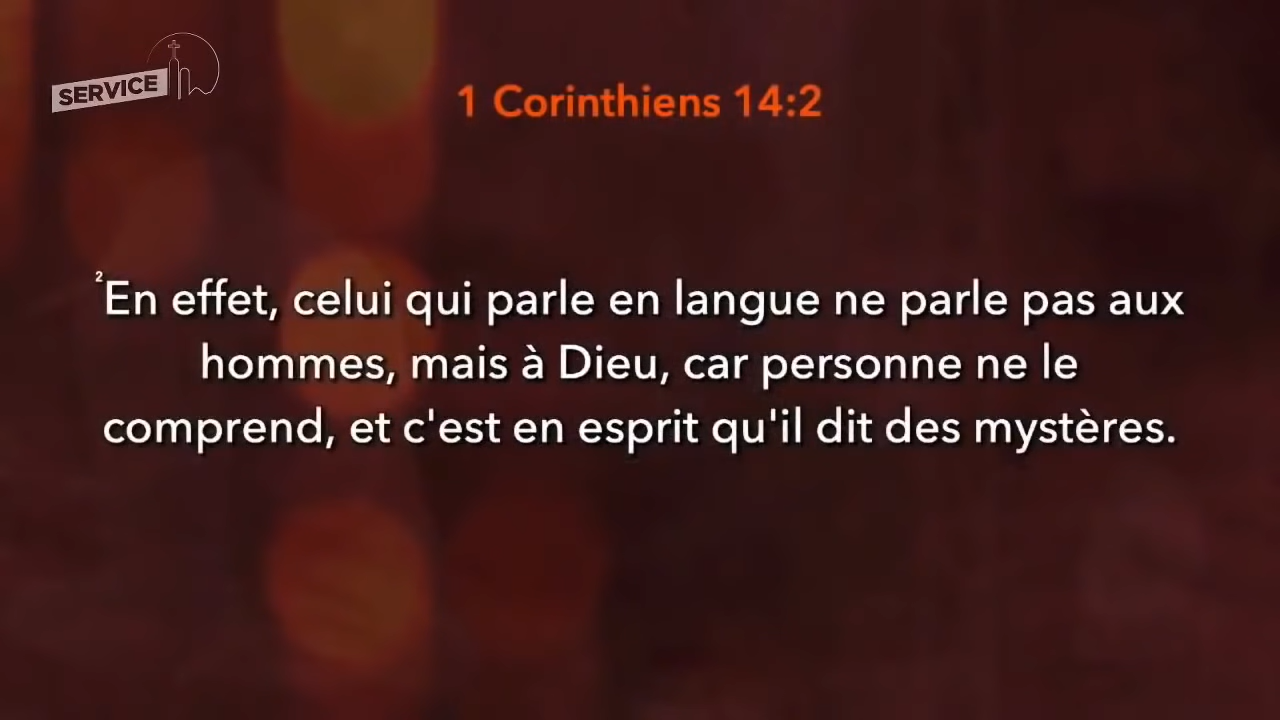 SERVICE
1 Corinthiens 14:2
²En effet, celui qui parle en langue ne parle pas aux
hommes, mais à Dieu, car personne ne le
comprend, et c'est en esprit qu'il dit des mystères.